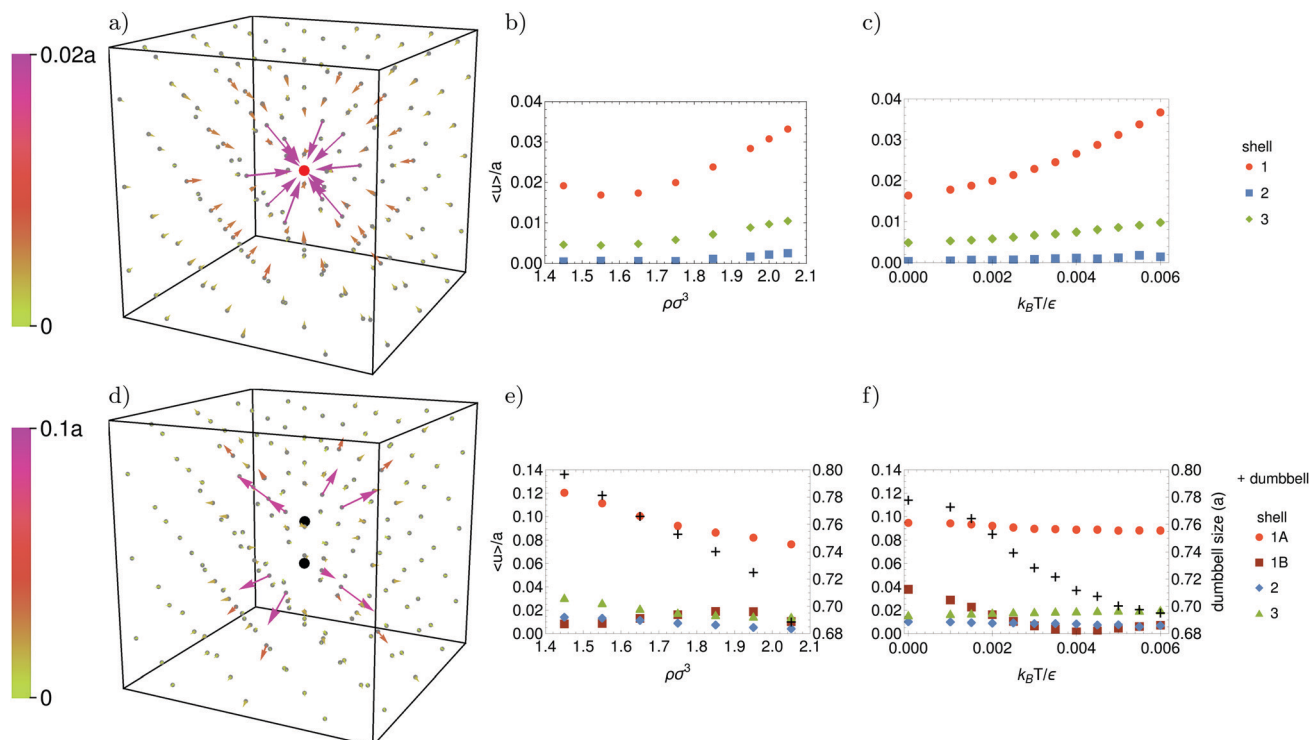 a)
b)
c)
0.02a
0
<u>/a
0.04
0.03
0.02
0.01
0.00
1.4 1.5 1.6 1.7 1.8 1.9 2.0 2.1
ρσ³
0.04
0.03
0.02
0.01
0.00
0.000 0.002 0.004 0.006
k_BT/ϵ
shell
1
2
3
d)
e)
f)
0.1a
0
<u>/a
0.14
0.12
0.10
0.08
0.06
0.04
0.02
0.00
0.80
0.78
0.76
0.74
0.72
0.70
0.68
1.4 1.5 1.6 1.7 1.8 1.9 2.0 2.1
ρσ³
0.14
0.12
0.10
0.08
0.06
0.04
0.02
0.00
0.80
0.78
0.76
0.74
0.72
0.70
0.68
dumbbell size (a)
0.000 0.002 0.004 0.006
k_BT/ϵ
+ dumbbell
shell
1A
1B
2
3